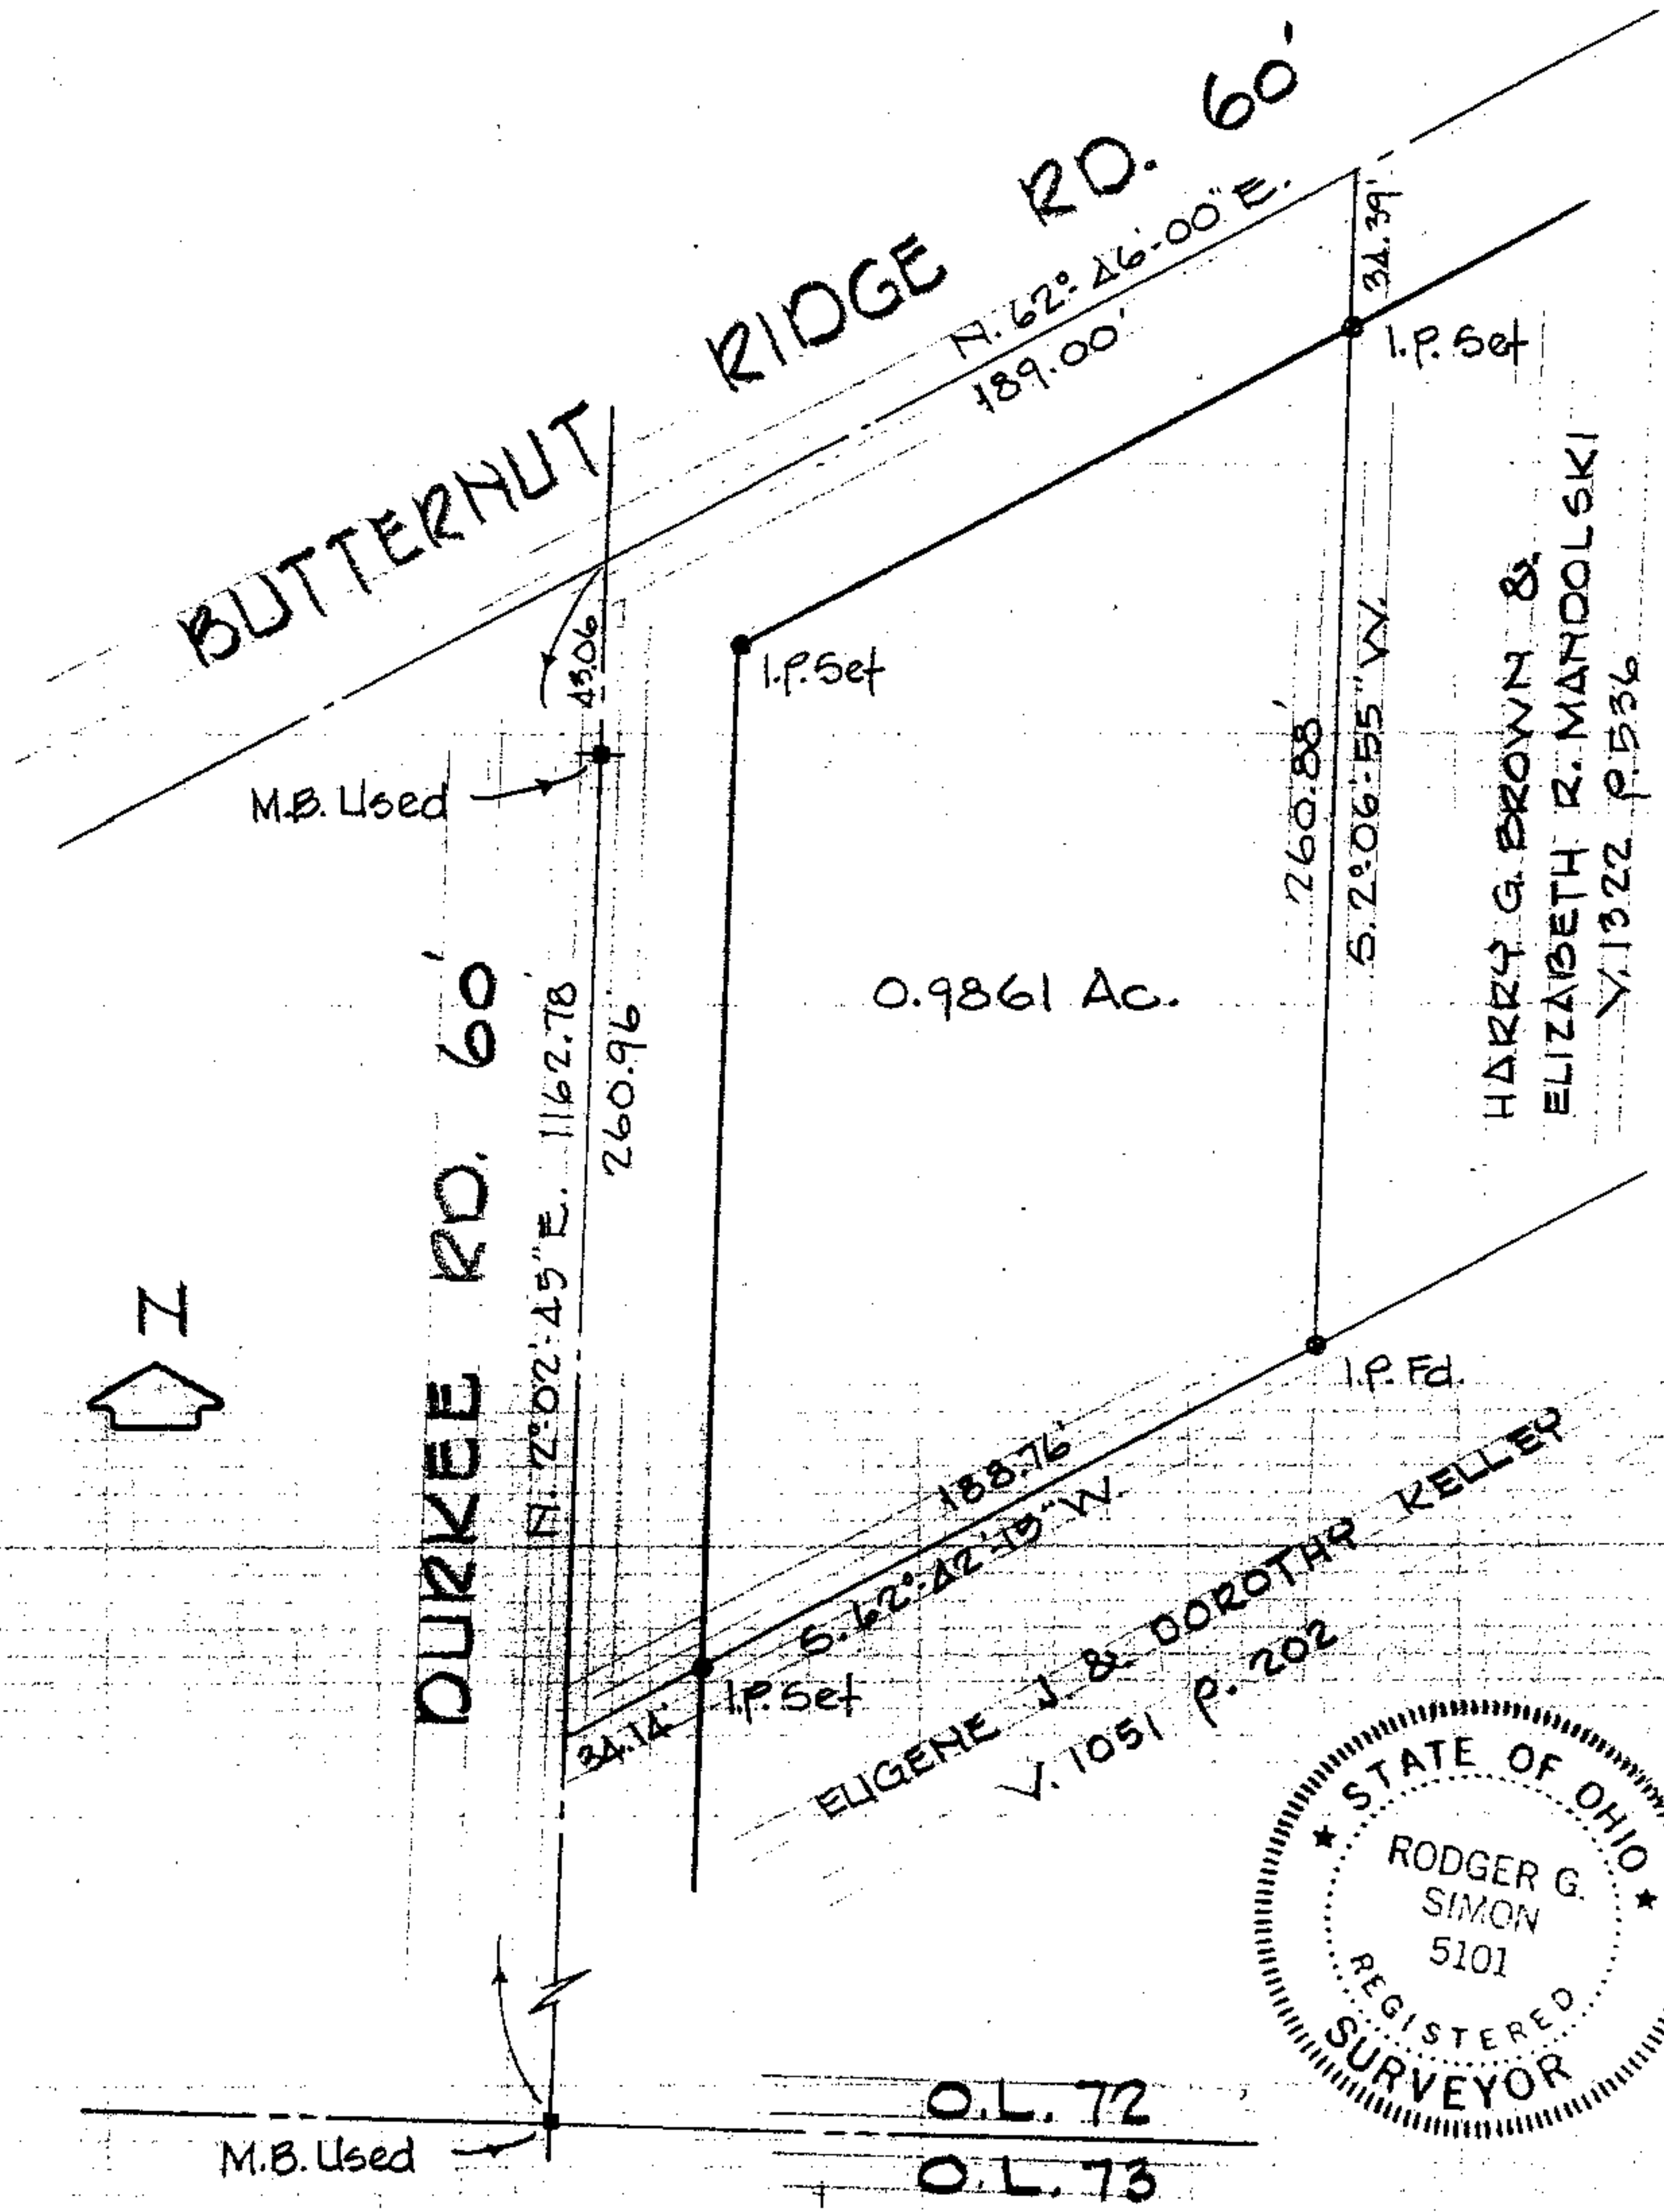 BUTTERNUT RIDGE RD. 60'
N. 62°-46'-00" E.
189.00'
34.39'
I.P. Set
43.06
I.P. Set
M.B. Used
DURKEE RD. 60'
N. 2°-02'-45" E. 1162.78'
260.96
0.9861 Ac.
260.88'
S. 2°-06'-55" W.
HARRY G. BROWN &
ELIZABETH R. MANDOLSKI
V. 1322 P. 536
N
I.P. Fd.
188.76'
S. 62°-42'-15" W.
34.14'
I.P. Set
EUGENE J. & DOROTHY KELLEY
V. 1051 P. 202
STATE OF OHIO
RODGER G.
SIMON
5101
REGISTERED
SURVEYOR
M.B. Used
O.L. 72
O.L. 73